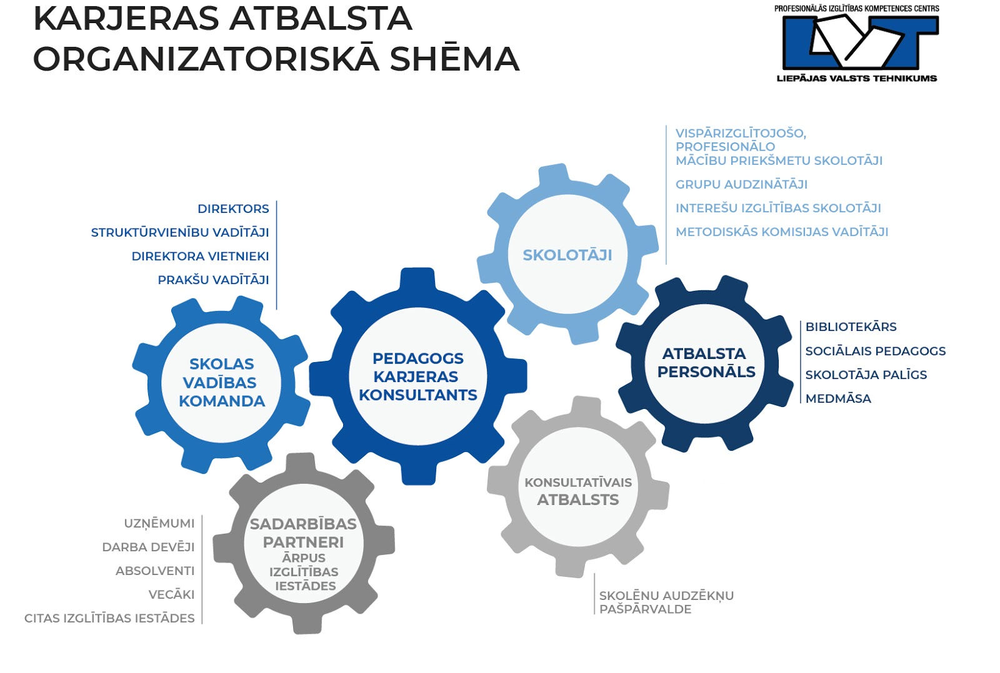 KARJERAS ATBALSTA
ORGANIZATORISKĀ SHĒMA
PROFESIONĀLĀS IZGLĪTĪBAS KOMPETENCES CENTRS
LVT
LIEPĀJAS VALSTS TEHNIKUMS
VISPĀRIZGLĪTOJOŠO,
PROFESIONĀLO
MĀCĪBU PRIEKŠMETU SKOLOTĀJI
GRUPU AUDZINĀTĀJI
INTEREŠU IZGLĪTĪBAS SKOLOTĀJI
METODISKĀS KOMISIJAS VADĪTĀJI
DIREKTORS
STRUKTŪRVIENĪBU VADĪTĀJI
DIREKTORA VIETNIEKI
PRAKŠU VADĪTĀJI
SKOLOTĀJI
SKOLAS
VADĪBAS
KOMANDA
PEDAGOGS
KARJERAS
KONSULTANTS
ATBALSTA
PERSONĀLS
BIBLIOTEKĀRS
SOCIĀLAIS PEDAGOGS
SKOLOTĀJA PALĪGS
MEDMĀSA
KONSULTATĪVAIS
ATBALSTS
SADARBĪBAS
PARTNERI
ĀRPUS
IZGLĪTĪBAS
IESTĀDES
UZŅĒMUMI
DARBA DEVĒJI
ABSOLVENTI
VECĀKI
CITAS IZGLĪTĪBAS IESTĀDES
SKOLĒNU AUDZĒKŅU
PAŠPĀRVALDE